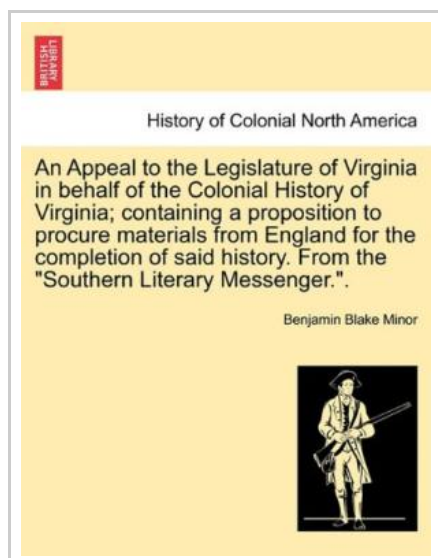 BRITISH
LIBRARY
History of Colonial North America
An Appeal to the Legislature of Virginia
in behalf of the Colonial History of
Virginia; containing a proposition to
procure materials from England for the
completion of said history. From the
"Southern Literary Messenger.".
Benjamin Blake Minor